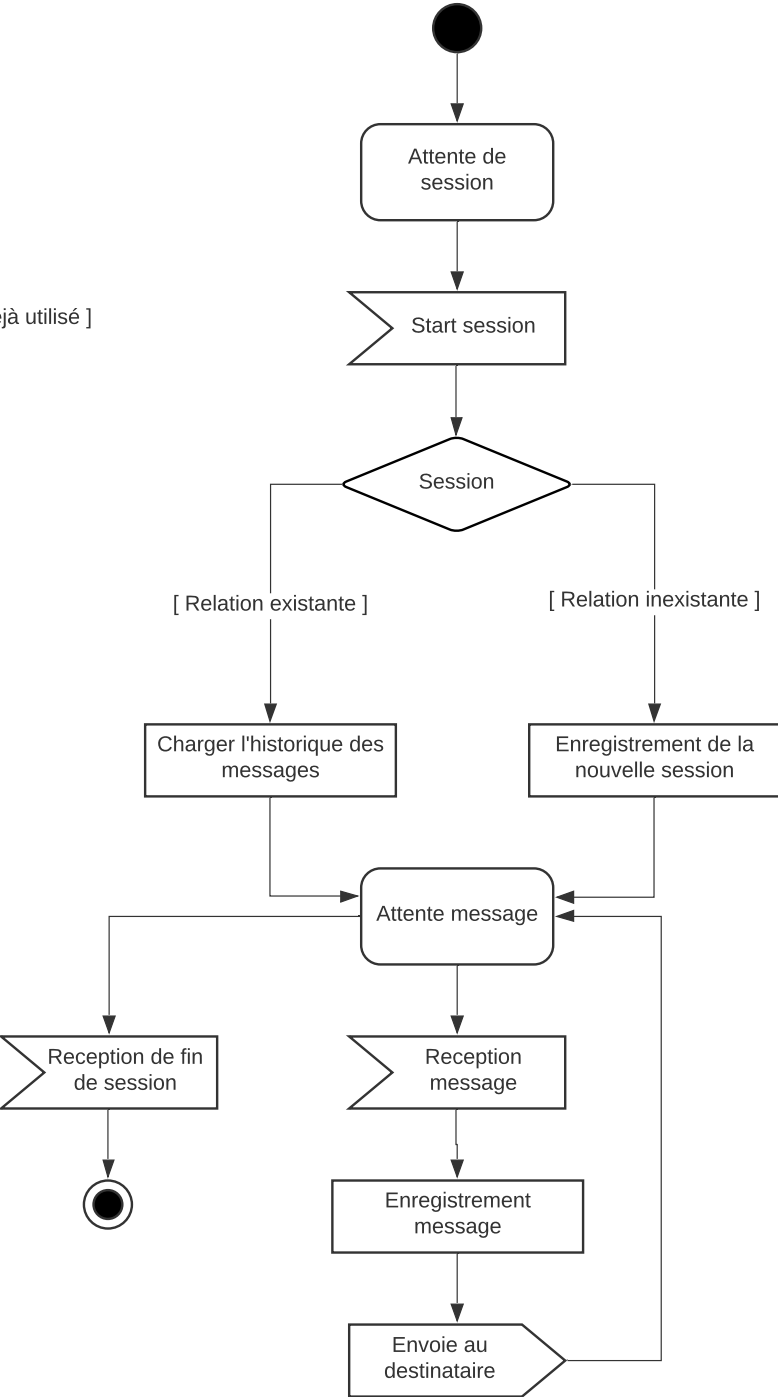 Attente de
session
jà utilisé ]
Start session
Session
[ Relation existante ]
[ Relation inexistante ]
Charger l'historique des
messages
Enregistrement de la
nouvelle session
Attente message
Reception de fin
de session
Reception
message
Enregistrement
message
Envoie au
destinataire